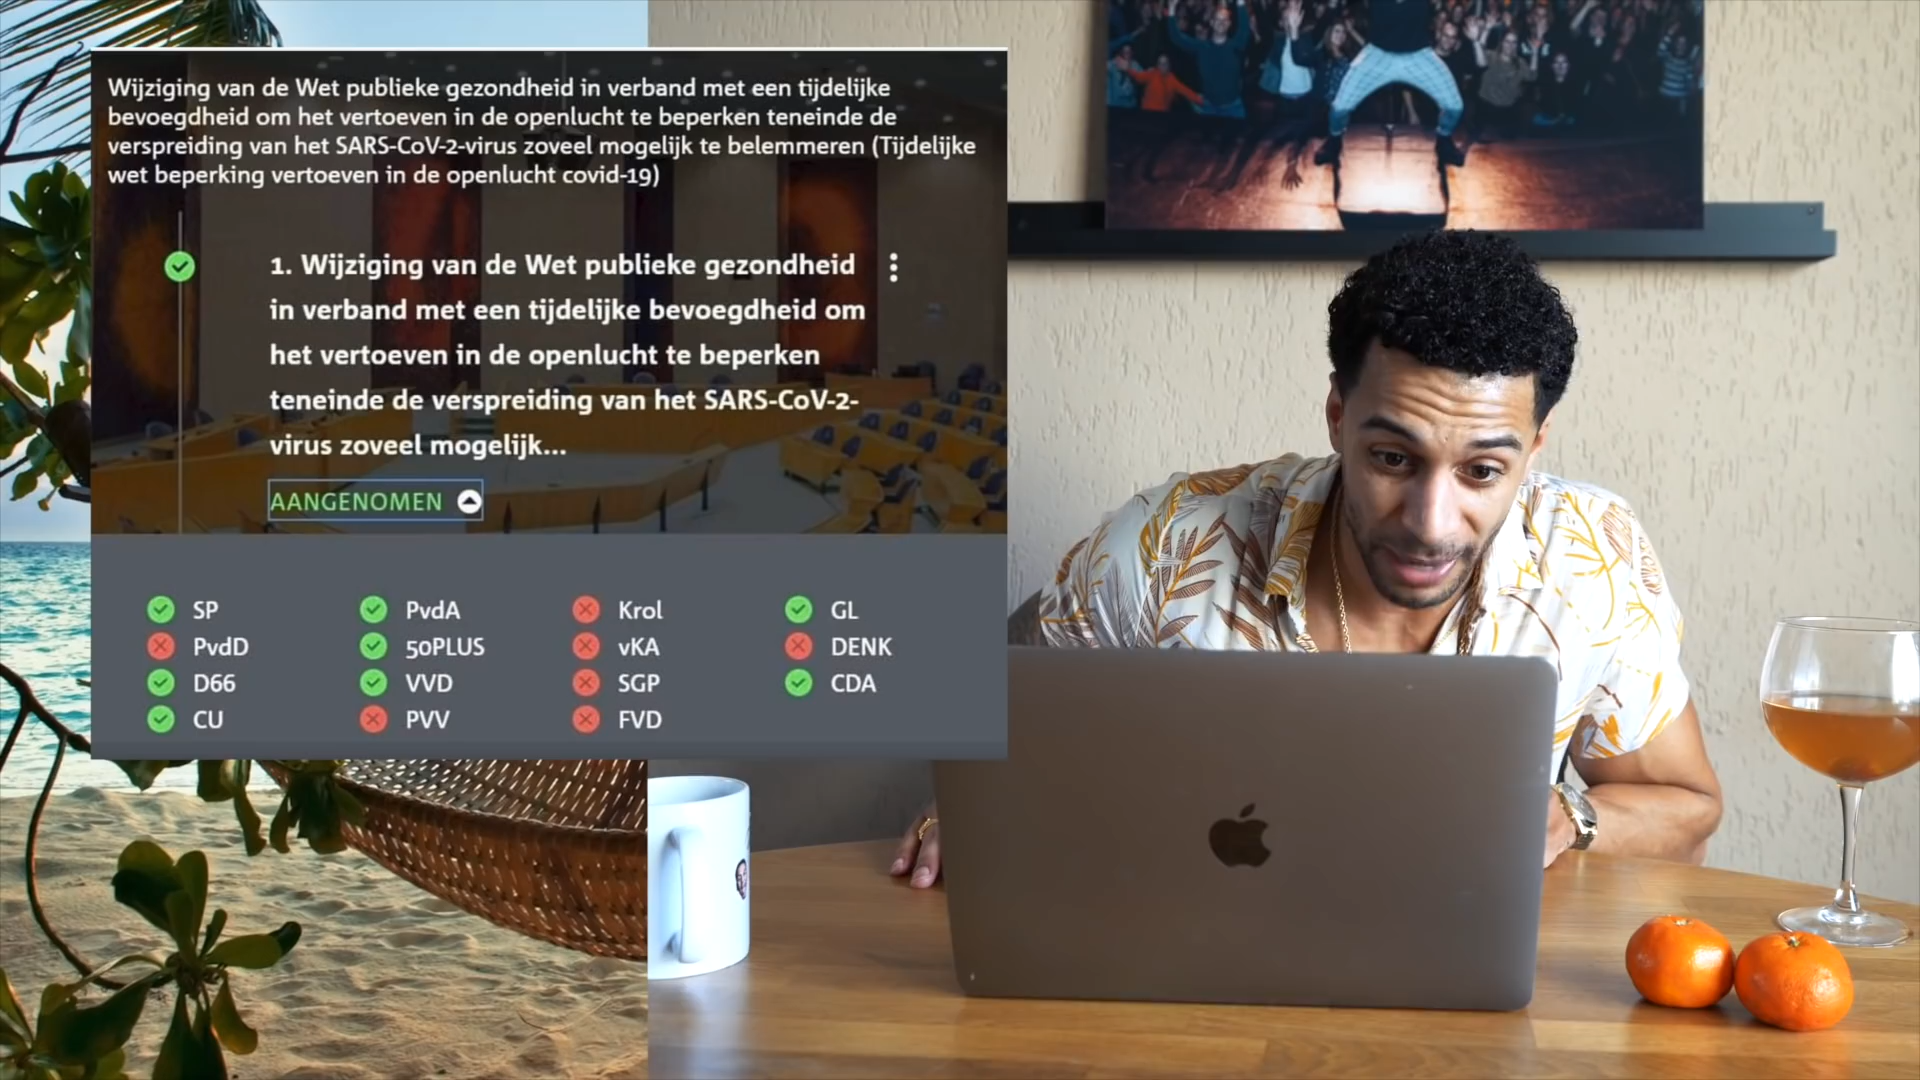 Wijziging van de Wet publieke gezondheid in verband met een tijdelijke
bevoegdheid om het vertoeven in de openlucht te beperken teneinde de
verspreiding van het SARS-CoV-2-virus zoveel mogelijk te belemmeren (Tijdelijke
wet beperking vertoeven in de openlucht covid-19)
1. Wijziging van de Wet publieke gezondheid
in verband met een tijdelijke bevoegdheid om
het vertoeven in de openlucht te beperken
teneinde de verspreiding van het SARS-CoV-2-
virus zoveel mogelijk...
AANGENOMEN
SP PvdA Krol GL
PvdD 50PLUS vKA DENK
D66 VVD SGP CDA
CU PVV FVD